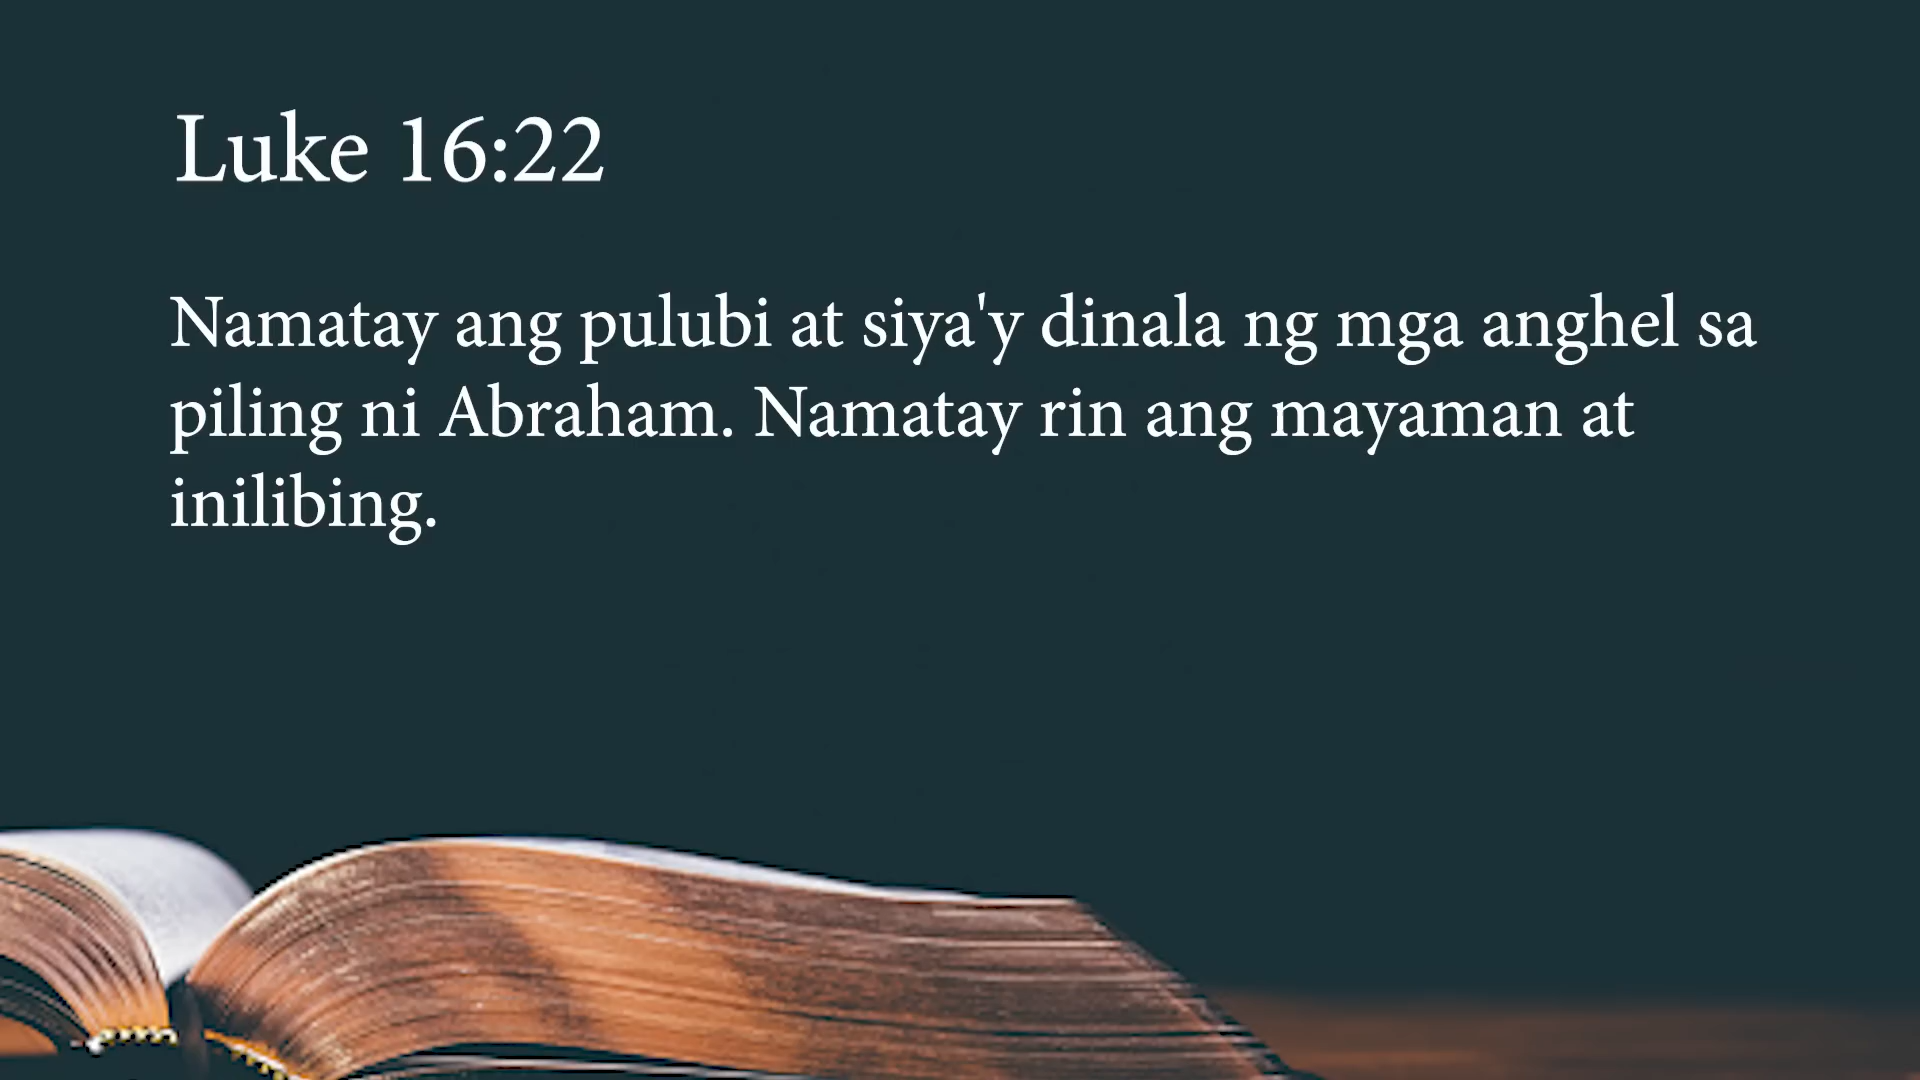 Luke 16:22
Namatay ang pulubi at siya'y dinala ng mga anghel sa
piling ni Abraham. Namatay rin ang mayaman at
inilibing.